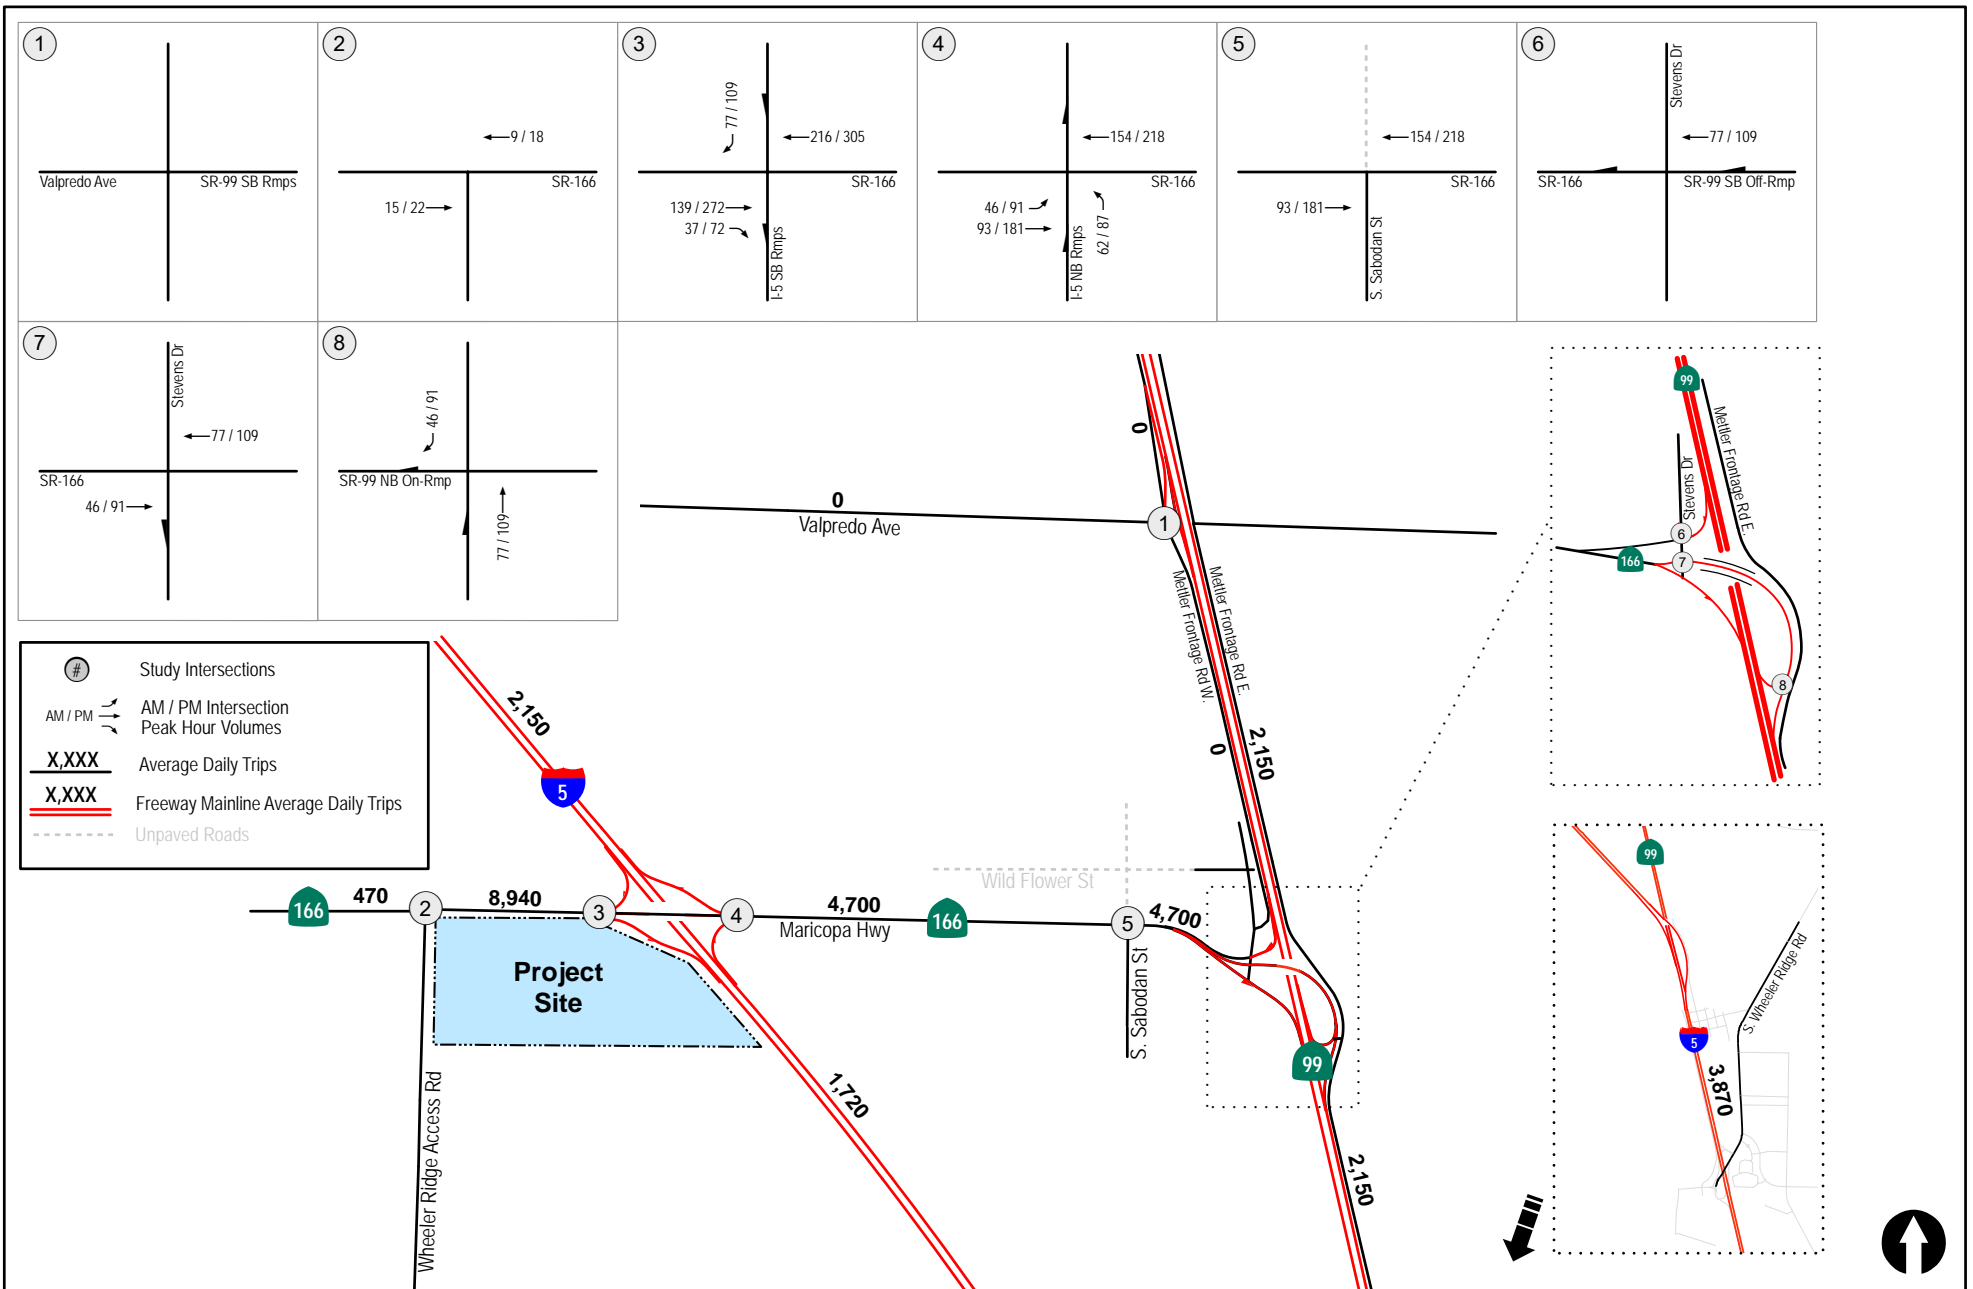 1
Valpredo Ave
SR-99 SB Rmps
2
9 / 18
SR-166
15 / 22
3
77 / 109
216 / 305
SR-166
139 / 272
37 / 72
I-5 SB Rmps
4
154 / 218
SR-166
46 / 91
93 / 181
62 / 87
I-5 NB Rmps
5
154 / 218
SR-166
93 / 181
S. Sabodan St
6
Stevens Dr
77 / 109
SR-166
SR-99 SB Off-Rmp
7
Stevens Dr
77 / 109
SR-166
46 / 91
8
46 / 91
SR-99 NB On-Rmp
77 / 109
# Study Intersections
AM / PM
AM / PM Intersection
Peak Hour Volumes
X,XXX Average Daily Trips
X,XXX Freeway Mainline Average Daily Trips
Unpaved Roads
0
0
Valpredo Ave
1
Mettler Frontage Rd W.
Mettler Frontage Rd E.
0
2,150
2,150
5
166
470
2
8,940
3
4
4,700
Maricopa Hwy
166
Wild Flower St
5
4,700
Project
Site
Wheeler Ridge Access Rd
1,720
S. Sabodan St
99
2,150
99
Mettler Frontage Rd E.
Stevens Dr
6
166
7
8
99
S. Wheeler Ridge Rd
5
3,870